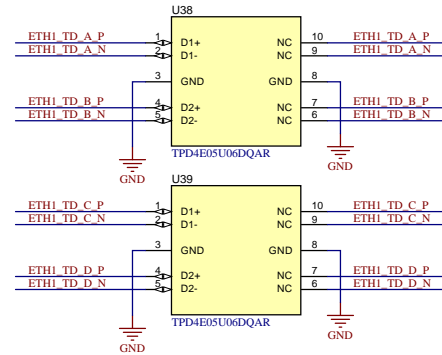 U38
ETH1_TD_A_P 1 D1+ NC 10 ETH1_TD_A_P
ETH1_TD_A_N 2 D1- NC 9 ETH1_TD_A_N
3 GND GND 8
ETH1_TD_B_P 4 D2+ NC 7 ETH1_TD_B_P
ETH1_TD_B_N 5 D2- NC 6 ETH1_TD_B_N
TPD4E05U06DQAR
GND GND
U39
ETH1_TD_C_P 1 D1+ NC 10 ETH1_TD_C_P
ETH1_TD_C_N 2 D1- NC 9 ETH1_TD_C_N
3 GND GND 8
ETH1_TD_D_P 4 D2+ NC 7 ETH1_TD_D_P
ETH1_TD_D_N 5 D2- NC 6 ETH1_TD_D_N
TPD4E05U06DQAR
GND GND